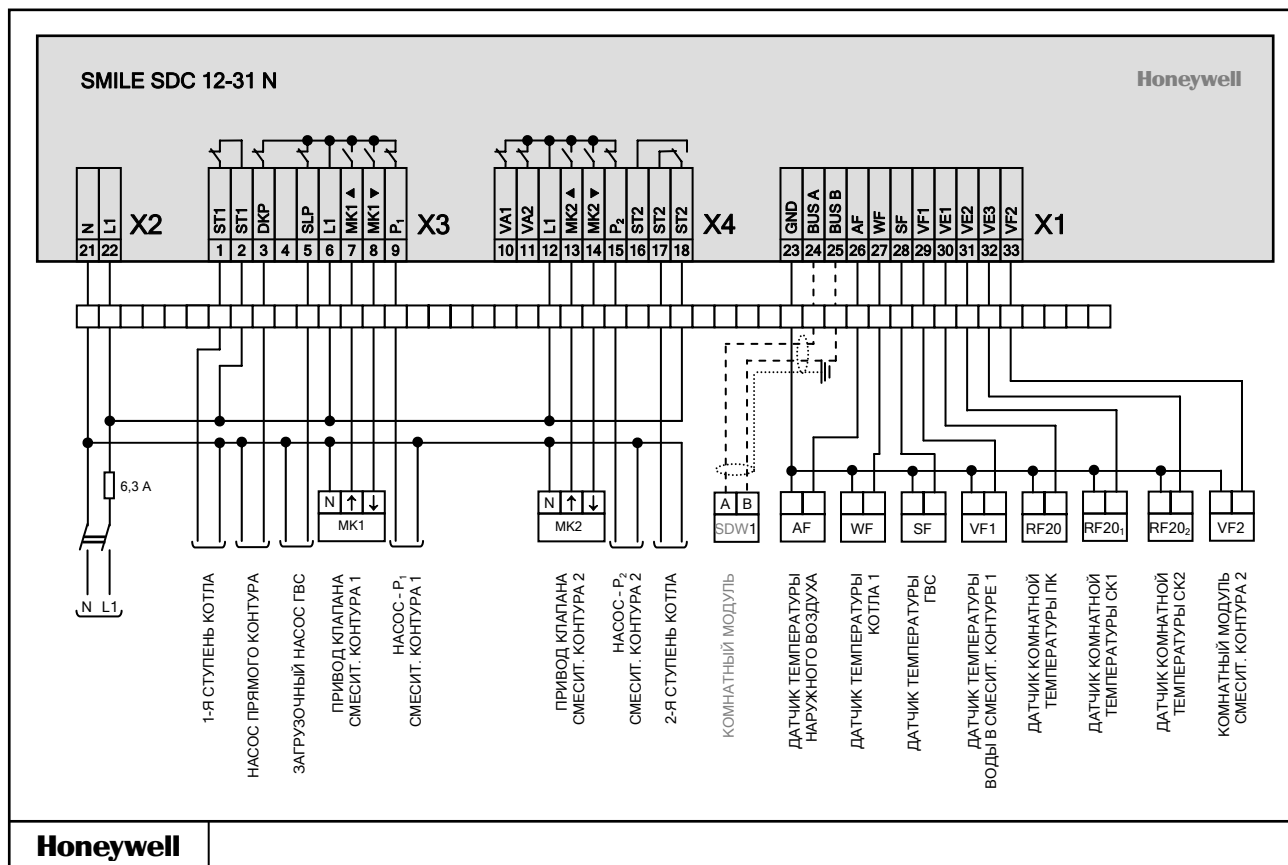 SMILE SDC 12-31 N
Honeywell
N
L1
X2
ST1
ST1
DKP
SLP
L1
MK1 ▲
MK1 ▼
P₁
X3
VA1
VA2
L1
MK2 ▲
MK2 ▼
P₂
ST2
ST2
ST2
X4
GND
BUS A
BUS B
AF
WF
SF
VF1
VE1
VE2
VE3
VF2
X1
21 22
1 2 3 4 5 6 7 8 9
10 11 12 13 14 15 16 17 18
23 24 25 26 27 28 29 30 31 32 33
6,3 A
N L1
N ↑ ↓
MK1
N ↑ ↓
MK2
A B
SDW1
AF
WF
SF
VF1
RF20
RF20₁
RF20₂
VF2
1-Я СТУПЕНЬ КОТЛА
НАСОС ПРЯМОГО КОНТУРА
ЗАГРУЗОЧНЫЙ НАСОС ГВС
ПРИВОД КЛАПАНА
СМЕСИТ. КОНТУРА 1
НАСОС - P₁
СМЕСИТ. КОНТУРА 1
ПРИВОД КЛАПАНА
СМЕСИТ. КОНТУРА 2
НАСОС - P₂
СМЕСИТ. КОНТУРА 2
2-Я СТУПЕНЬ КОТЛА
КОМНАТНЫЙ МОДУЛЬ
ДАТЧИК ТЕМПЕРАТУРЫ
НАРУЖНОГО ВОЗДУХА
ДАТЧИК ТЕМПЕРАТУРЫ
КОТЛА 1
ДАТЧИК ТЕМПЕРАТУРЫ
ГВС
ДАТЧИК ТЕМПЕРАТУРЫ
ВОДЫ В СМЕСИТ. КОНТУРЕ 1
ДАТЧИК КОМНАТНОЙ
ТЕМПЕРАТУРЫ ПК
ДАТЧИК КОМНАТНОЙ
ТЕМПЕРАТУРЫ СК1
ДАТЧИК КОМНАТНОЙ
ТЕМПЕРАТУРЫ СК2
КОМНАТНЫЙ МОДУЛЬ
СМЕСИТ. КОНТУРА 2
Honeywell